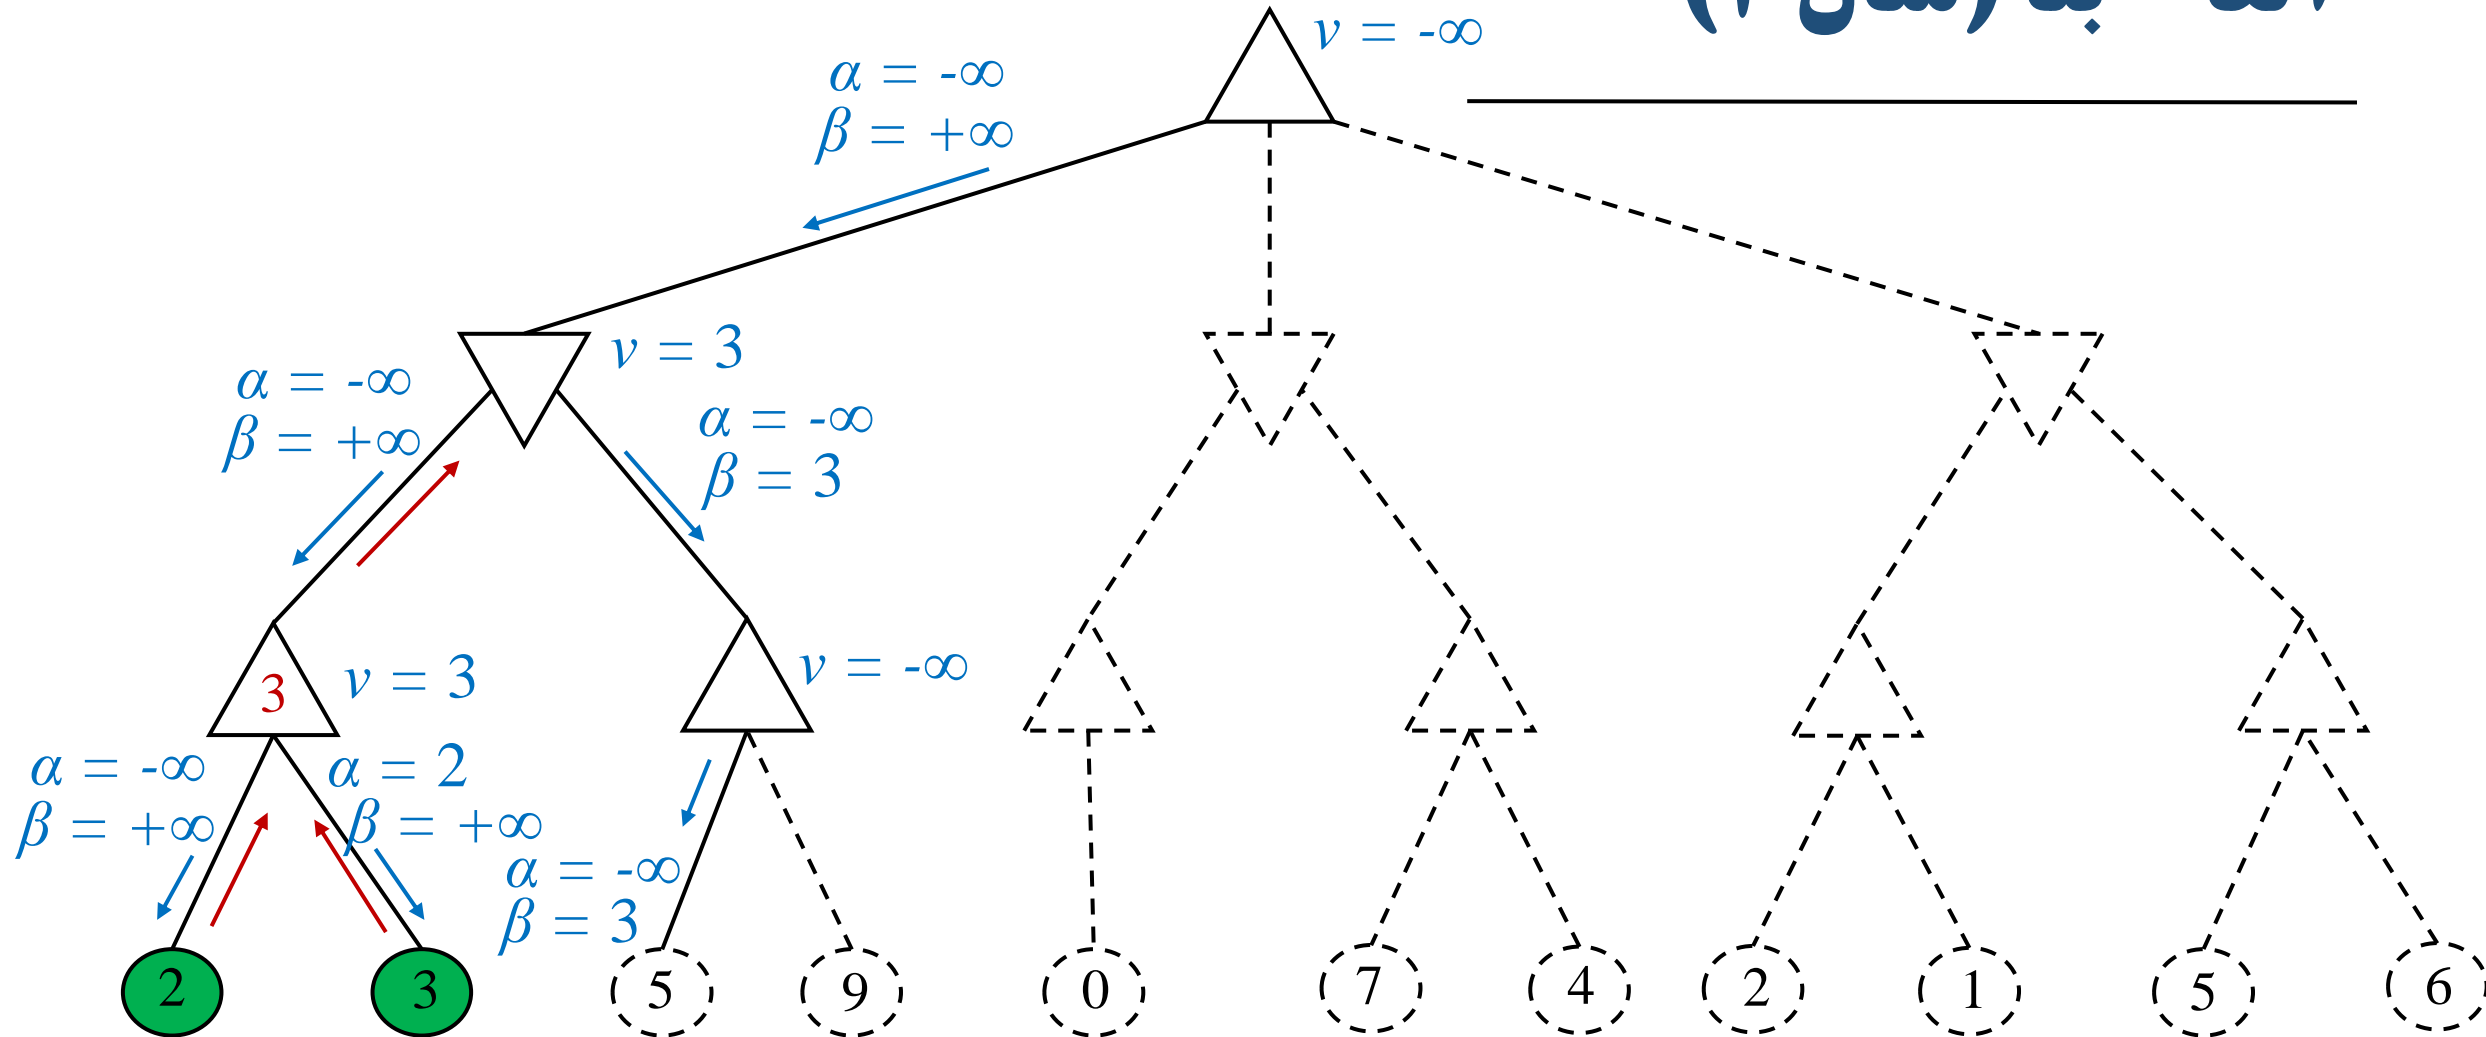 v = -∞
α = -∞
β = +∞
v = 3
α = -∞
β = +∞
α = -∞
β = 3
3
v = 3
v = -∞
α = -∞
β = +∞
α = 2
β = +∞
α = -∞
β = 3
2 3 5 9 0 7 4 2 1 5 6